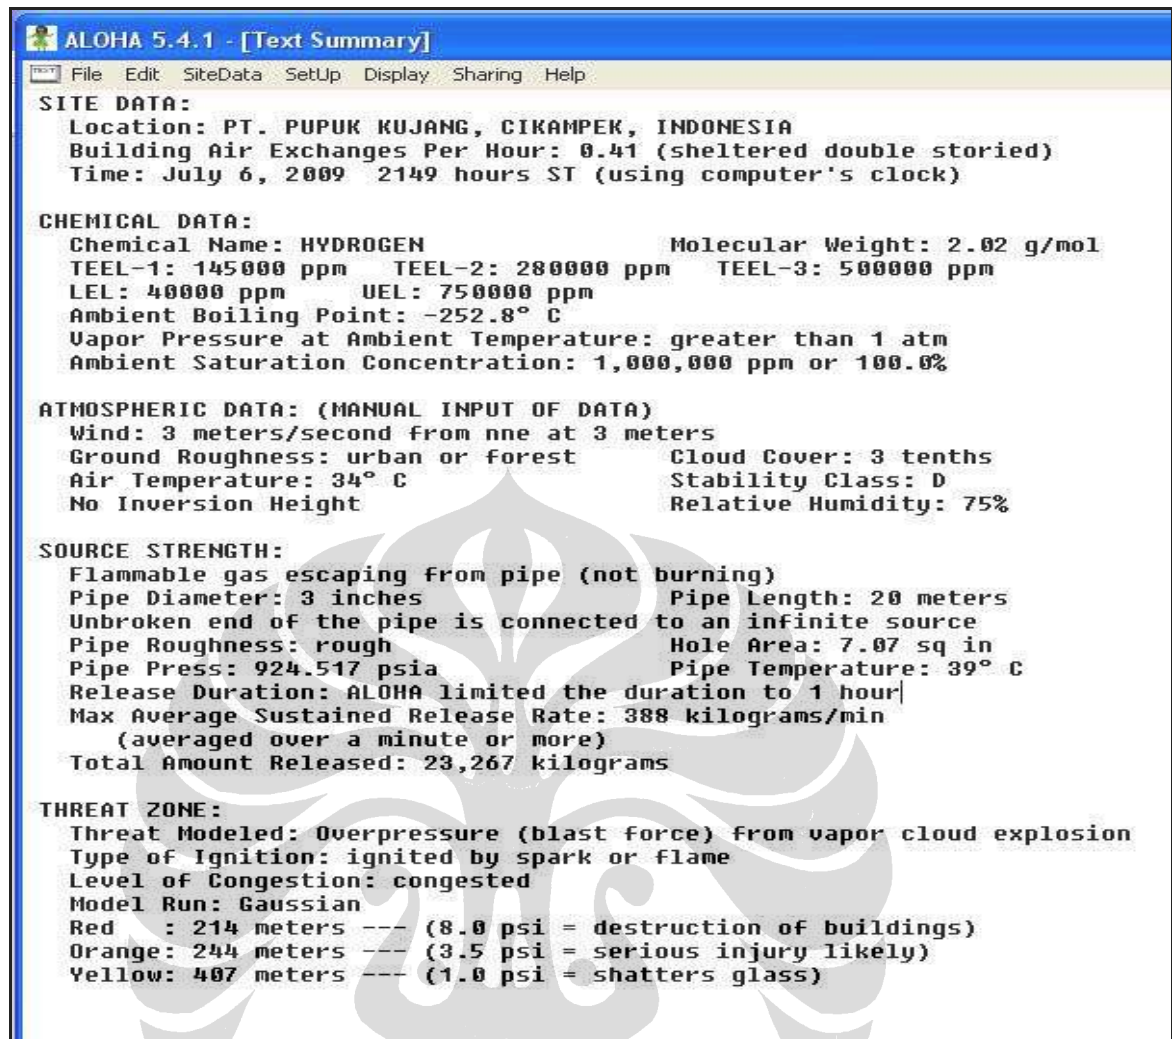 ALOHA 5.4.1 - [Text Summary]
TEXT File Edit SiteData SetUp Display Sharing Help
SITE DATA:
Location: PT. PUPUK KUJANG, CIKAMPEK, INDONESIA
Building Air Exchanges Per Hour: 0.41 (sheltered double storied)
Time: July 6, 2009 2149 hours ST (using computer's clock)
CHEMICAL DATA:
Chemical Name: HYDROGEN Molecular Weight: 2.02 g/mol
TEEL-1: 145000 ppm TEEL-2: 280000 ppm TEEL-3: 500000 ppm
LEL: 40000 ppm UEL: 750000 ppm
Ambient Boiling Point: -252.8° C
Vapor Pressure at Ambient Temperature: greater than 1 atm
Ambient Saturation Concentration: 1,000,000 ppm or 100.0%
ATMOSPHERIC DATA: (MANUAL INPUT OF DATA)
Wind: 3 meters/second from nne at 3 meters
Ground Roughness: urban or forest Cloud Cover: 3 tenths
Air Temperature: 34° C Stability Class: D
No Inversion Height Relative Humidity: 75%
SOURCE STRENGTH:
Flammable gas escaping from pipe (not burning)
Pipe Diameter: 3 inches Pipe Length: 20 meters
Unbroken end of the pipe is connected to an infinite source
Pipe Roughness: rough Hole Area: 7.07 sq in
Pipe Press: 924.517 psia Pipe Temperature: 39° C
Release Duration: ALOHA limited the duration to 1 hour
Max Average Sustained Release Rate: 388 kilograms/min
(averaged over a minute or more)
Total Amount Released: 23,267 kilograms
THREAT ZONE:
Threat Modeled: Overpressure (blast force) from vapor cloud explosion
Type of Ignition: ignited by spark or flame
Level of Congestion: congested
Model Run: Gaussian
Red : 214 meters --- (8.0 psi = destruction of buildings)
Orange: 244 meters --- (3.5 psi = serious injury likely)
Yellow: 407 meters --- (1.0 psi = shatters glass)